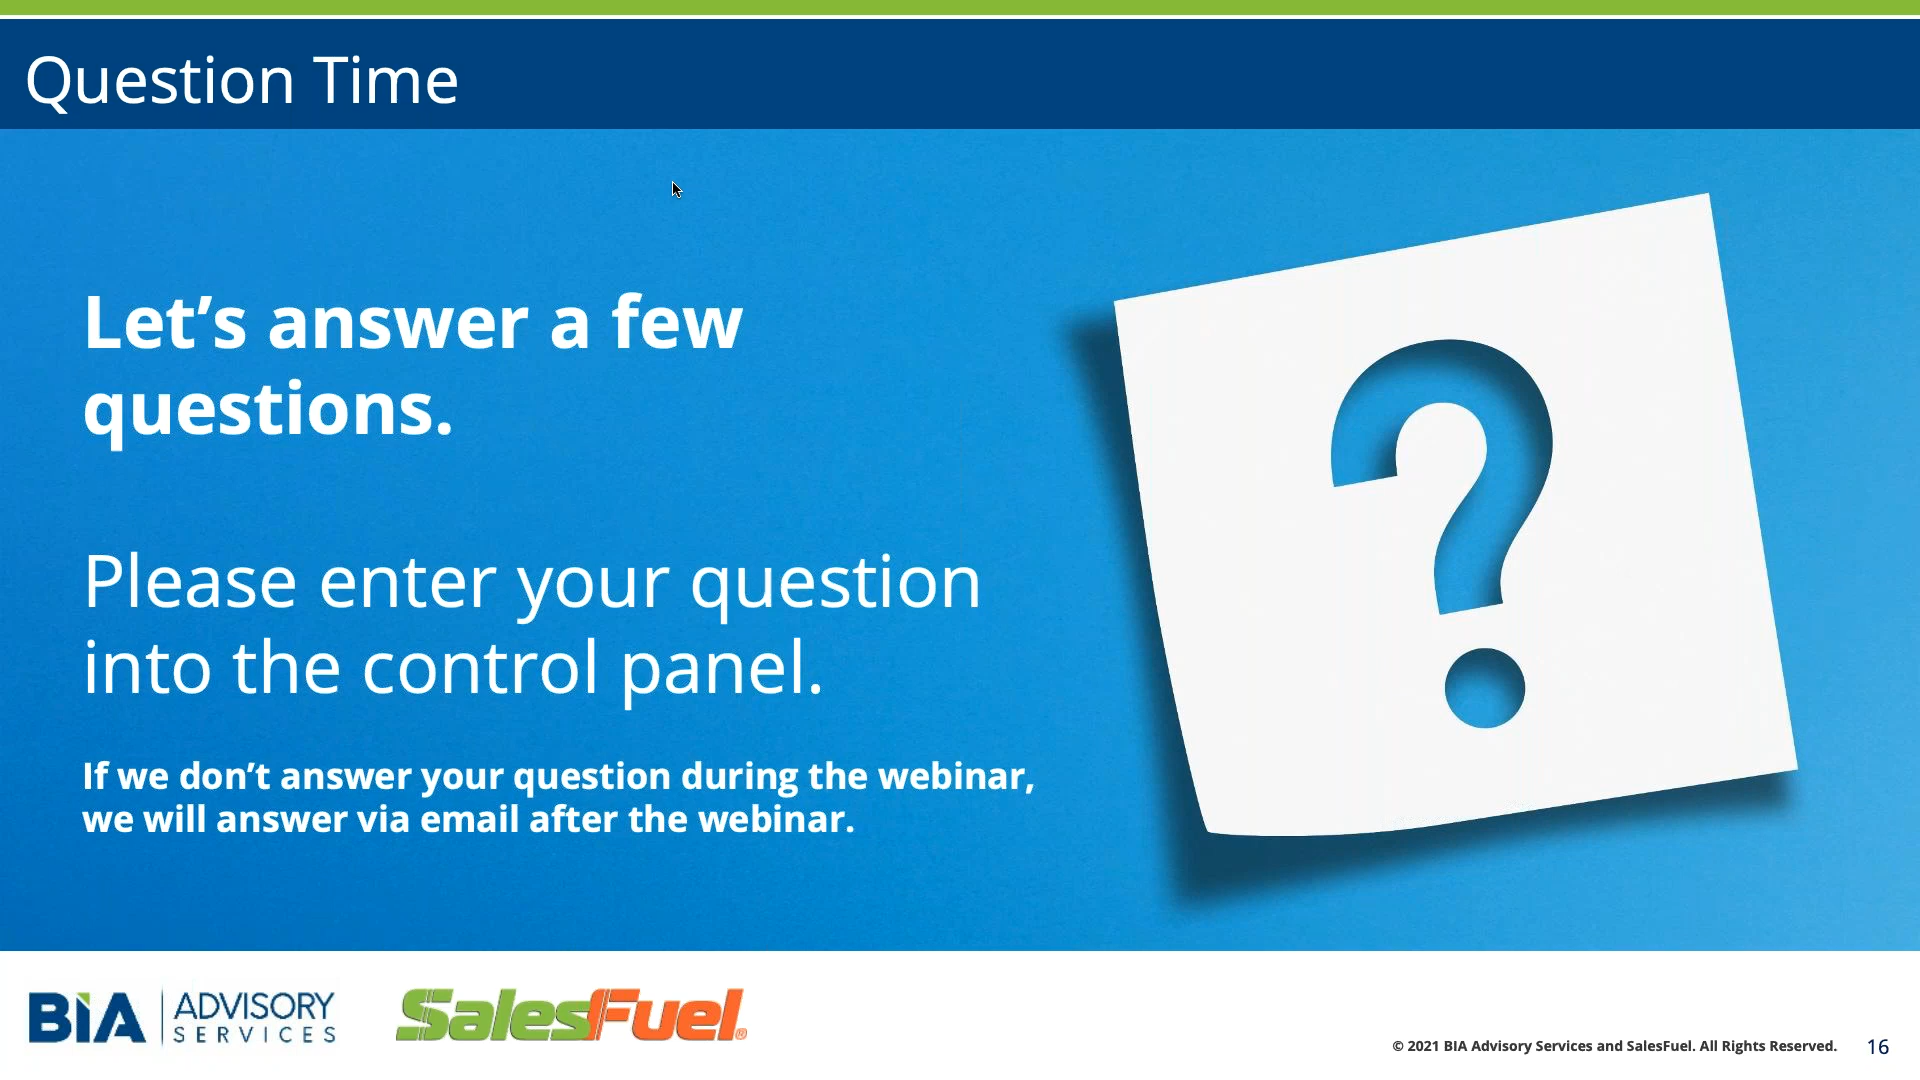 Question Time
Let’s answer a few
questions.
Please enter your question
into the control panel.
If we don’t answer your question during the webinar,
we will answer via email after the webinar.
?
BIA ADVISORY
SERVICES
SalesFuel®
© 2021 BIA Advisory Services and SalesFuel. All Rights Reserved.
16